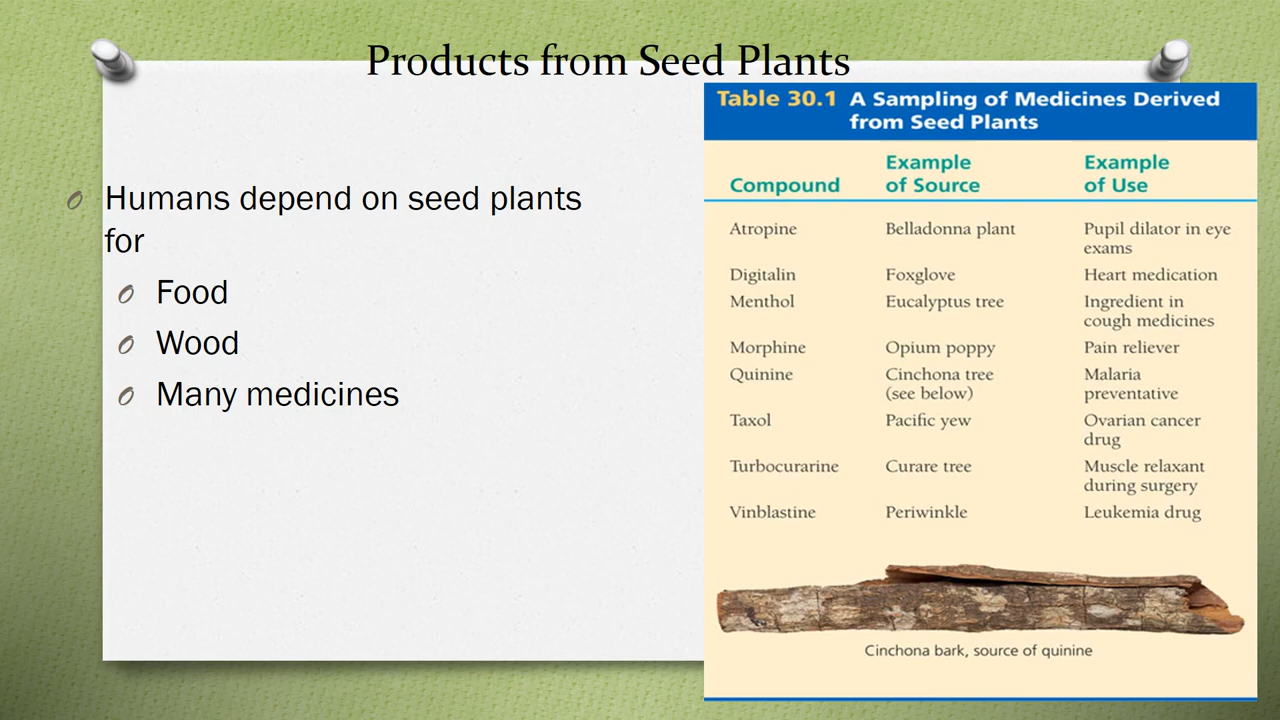 Products from Seed Plants
Humans depend on seed plants
for
Food
Wood
Many medicines
Table 30.1 A Sampling of Medicines Derived
from Seed Plants
Example Example
Compound of Source of Use
Atropine Belladonna plant Pupil dilator in eye
exams
Digitalin Foxglove Heart medication
Menthol Eucalyptus tree Ingredient in
cough medicines
Morphine Opium poppy Pain reliever
Quinine Cinchona tree Malaria
(see below) preventative
Taxol Pacific yew Ovarian cancer
drug
Turbocurarine Curare tree Muscle relaxant
during surgery
Vinblastine Periwinkle Leukemia drug
Cinchona bark, source of quinine